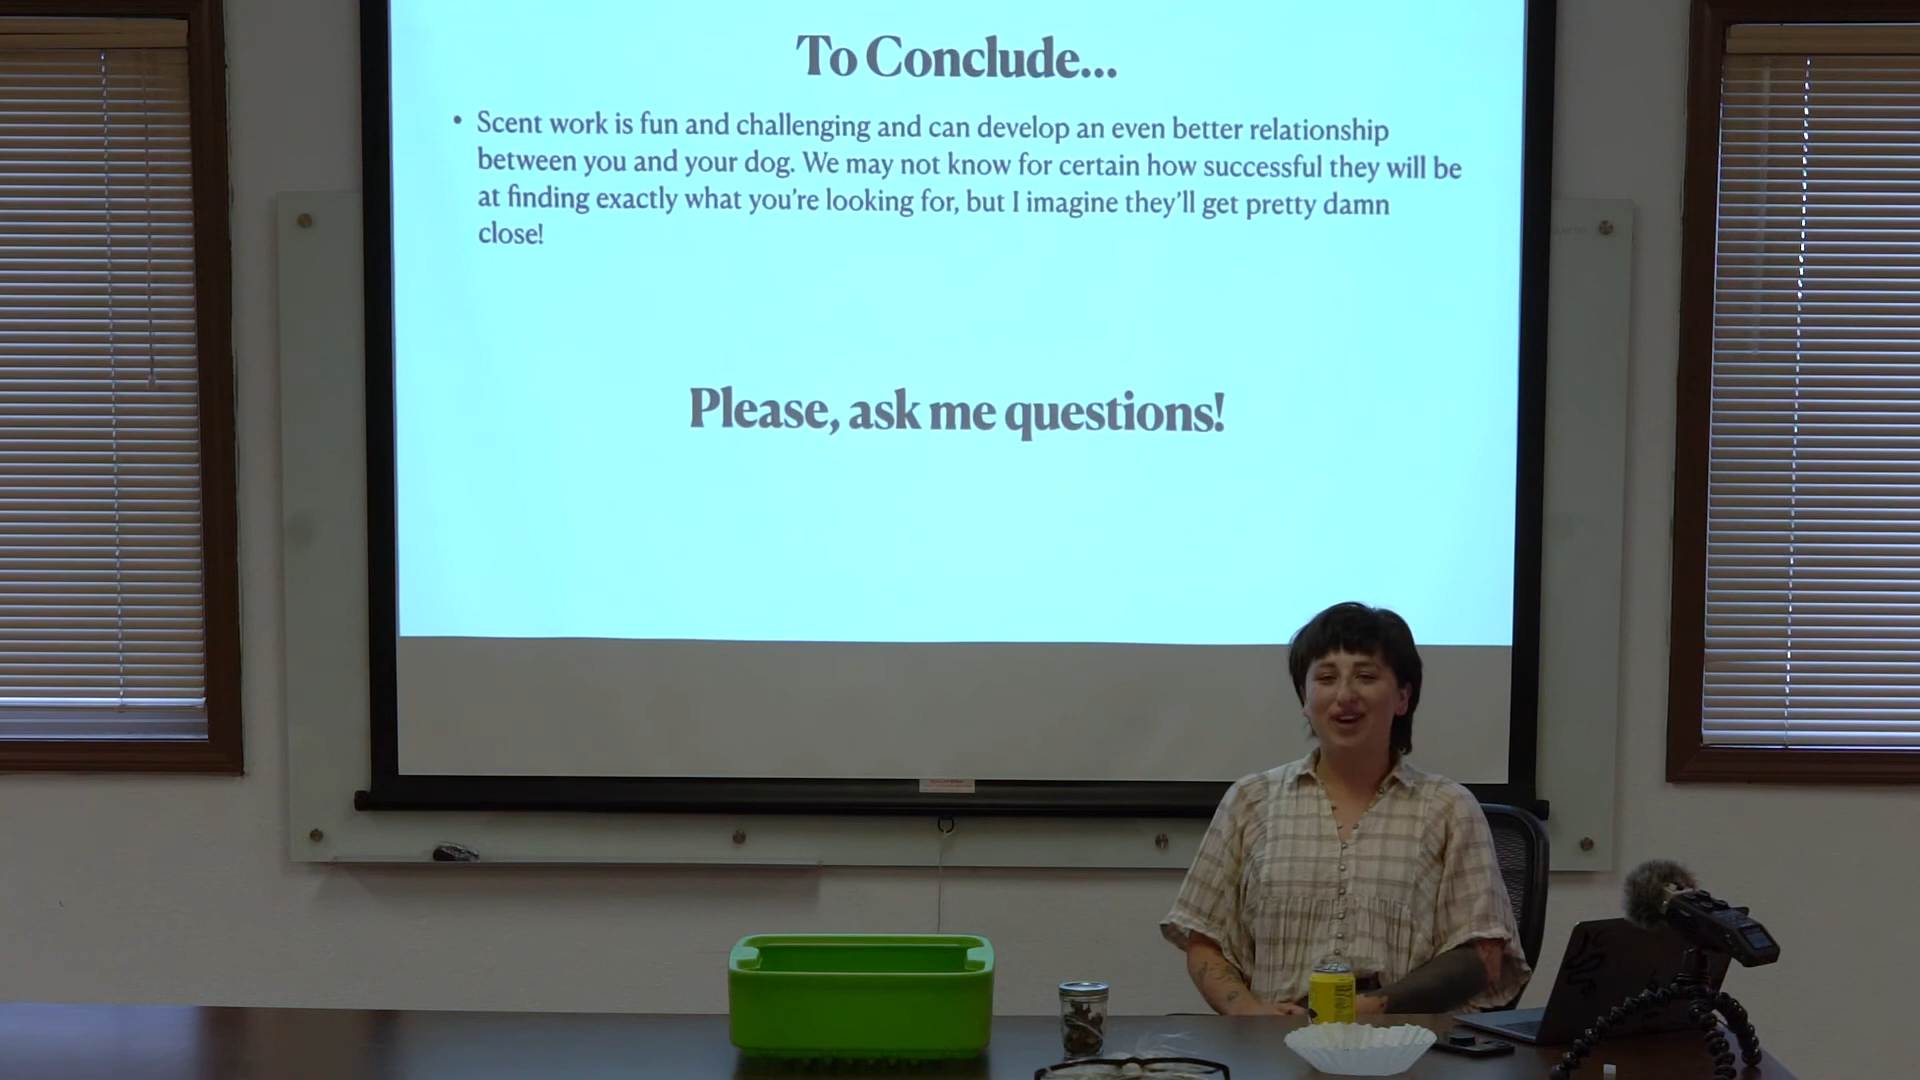 To Conclude...
• Scent work is fun and challenging and can develop an even better relationship
between you and your dog. We may not know for certain how successful they will be
at finding exactly what you're looking for, but I imagine they'll get pretty damn
close!
Please, ask me questions!